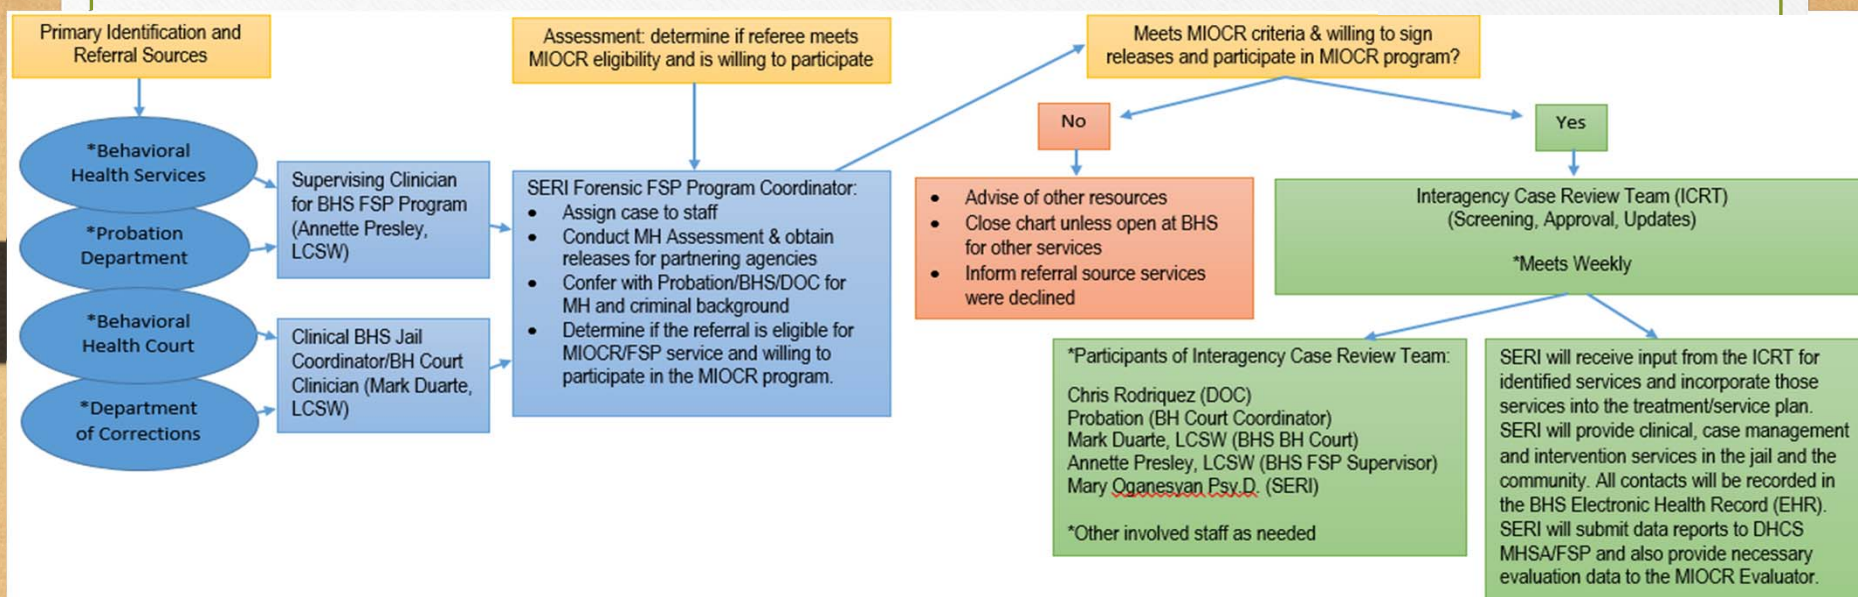 Primary Identification and
Referral Sources
*Behavioral
Health Services
*Probation
Department
*Behavioral
Health Court
*Department
of Corrections
Supervising Clinician
for BHS FSP Program
(Annette Presley,
LCSW)
Clinical BHS Jail
Coordinator/BH Court
Clinician (Mark Duarte,
LCSW)
Assessment: determine if referee meets
MIOCR eligibility and is willing to participate
SERI Forensic FSP Program Coordinator:
• Assign case to staff
• Conduct MH Assessment & obtain
releases for partnering agencies
• Confer with Probation/BHS/DOC for
MH and criminal background
• Determine if the referral is eligible for
MIOCR/FSP service and willing to
participate in the MIOCR program.
Meets MIOCR criteria & willing to sign
releases and participate in MIOCR program?
No
• Advise of other resources
• Close chart unless open at BHS
for other services
• Inform referral source services
were declined
Yes
Interagency Case Review Team (ICRT)
(Screening, Approval, Updates)
*Meets Weekly
*Participants of Interagency Case Review Team:
Chris Rodriquez (DOC)
Probation (BH Court Coordinator)
Mark Duarte, LCSW (BHS BH Court)
Annette Presley, LCSW (BHS FSP Supervisor)
Mary Oganesyan Psy.D. (SERI)
*Other involved staff as needed
SERI will receive input from the ICRT for
identified services and incorporate those
services into the treatment/service plan.
SERI will provide clinical, case management
and intervention services in the jail and the
community. All contacts will be recorded in
the BHS Electronic Health Record (EHR).
SERI will submit data reports to DHCS
MHSA/FSP and also provide necessary
evaluation data to the MIOCR Evaluator.